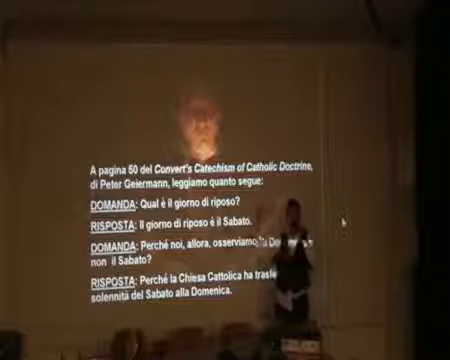 A pagina 50 del Convert's Catechism of Catholic Doctrine,
di Peter Geiermann, leggiamo quanto segue:
DOMANDA: Qual è il giorno di riposo?
RISPOSTA: Il giorno di riposo è il Sabato.
DOMANDA: Perché noi, allora, osserviamo
non il Sabato?
RISPOSTA: Perché la Chiesa Cattolica ha
solennità del Sabato alla Domenica.